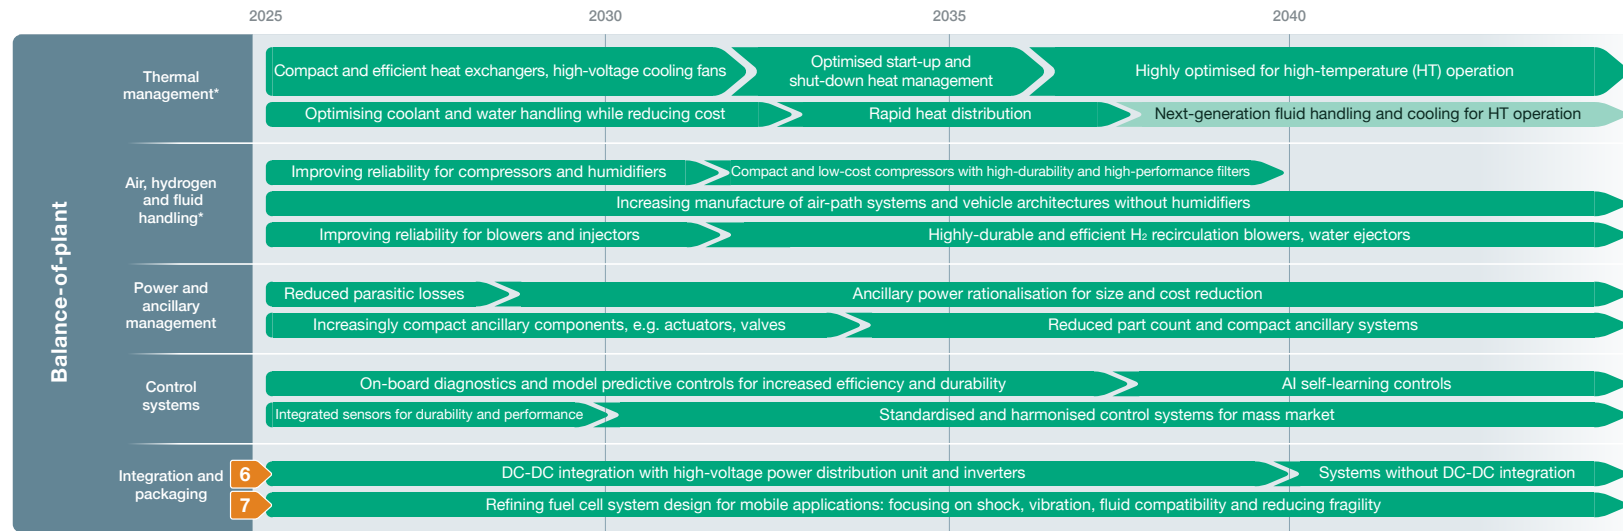 2025 2030 2035 2040
Balance-of-plant
Thermal
management*
Compact and efficient heat exchangers, high-voltage cooling fans
Optimised start-up and
shut-down heat management
Highly optimised for high-temperature (HT) operation
Optimising coolant and water handling while reducing cost
Rapid heat distribution
Next-generation fluid handling and cooling for HT operation
Air, hydrogen
and fluid
handling*
Improving reliability for compressors and humidifiers
Compact and low-cost compressors with high-durability and high-performance filters
Increasing manufacture of air-path systems and vehicle architectures without humidifiers
Improving reliability for blowers and injectors
Highly-durable and efficient H₂ recirculation blowers, water ejectors
Power and
ancillary
management
Reduced parasitic losses
Ancillary power rationalisation for size and cost reduction
Increasingly compact ancillary components, e.g. actuators, valves
Reduced part count and compact ancillary systems
Control
systems
On-board diagnostics and model predictive controls for increased efficiency and durability
AI self-learning controls
Integrated sensors for durability and performance
Standardised and harmonised control systems for mass market
Integration and
packaging
6
DC-DC integration with high-voltage power distribution unit and inverters
Systems without DC-DC integration
7
Refining fuel cell system design for mobile applications: focusing on shock, vibration, fluid compatibility and reducing fragility